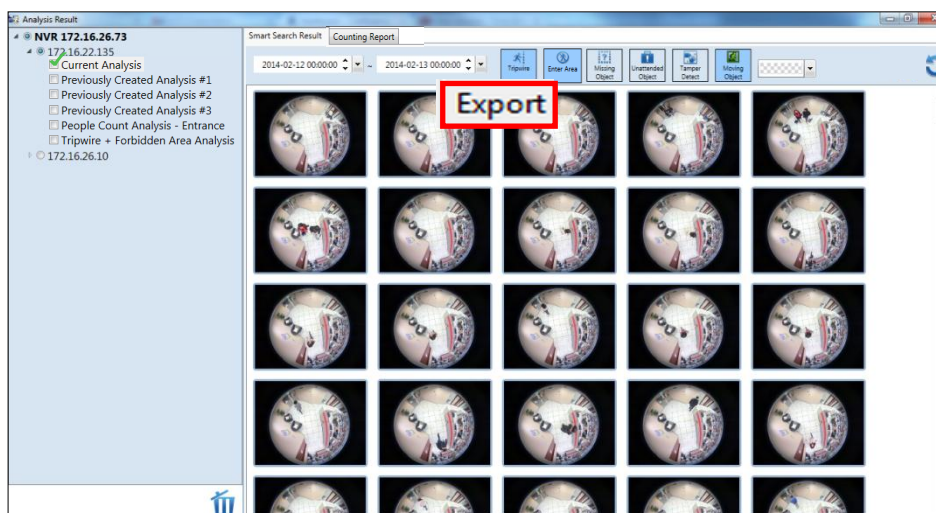 Analysis Result
NVR 172.16.26.73
172.16.22.135
Current Analysis
Previously Created Analysis #1
Previously Created Analysis #2
Previously Created Analysis #3
People Count Analysis - Entrance
Tripwire + Forbidden Area Analysis
172.16.26.10
Smart Search Result Counting Report
2014-02-12 00:00:00 ~ 2014-02-13 00:00:00
Tripwire
Enter Area
Missing Object
Unattended Object
Tamper Detect
Moving Object
Export